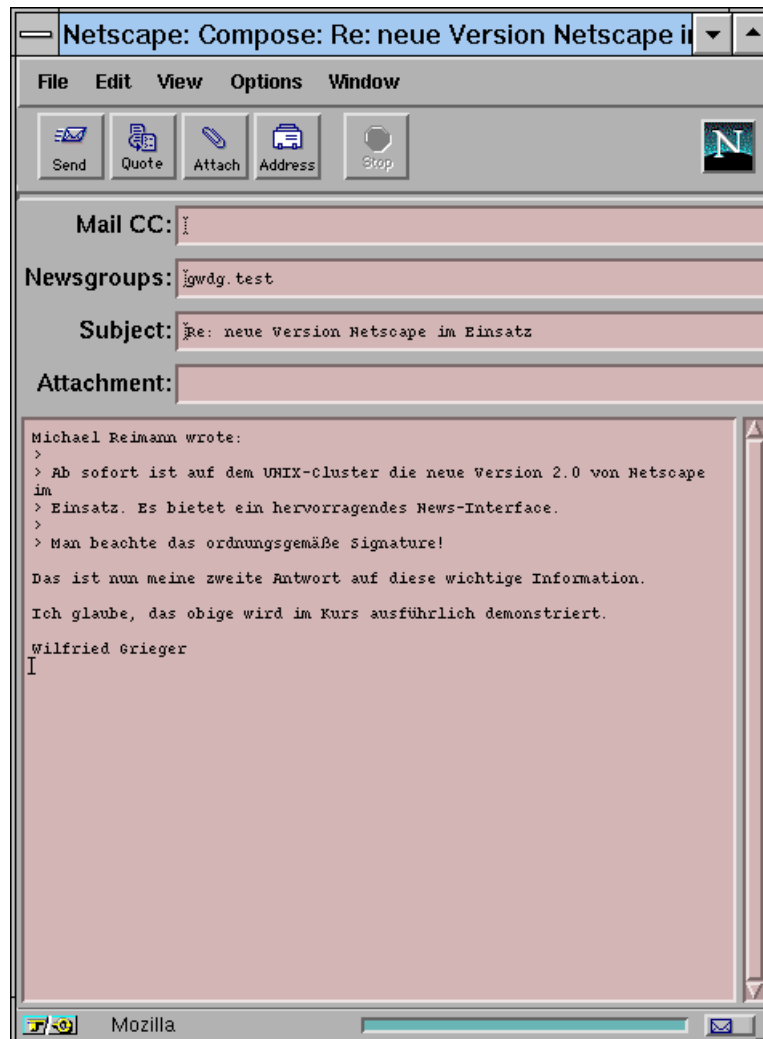 Netscape: Compose: Re: neue Version Netscape i
File Edit Stop View Options Window
Send Quote Attach Address Stop
N
Mail CC:
Newsgroups: gwdg.test
Subject: Re: neue Version Netscape im Einsatz
Attachment:
Michael Reimann wrote:
>
> Ab sofort ist auf dem UNIX-Cluster die neue Version 2.0 von Netscape
im
> Einsatz. Es bietet ein hervorragendes News-Interface.
>
> Man beachte das ordnungsgemäße Signature!
Das ist nun meine zweite Antwort auf diese wichtige Information.
Ich glaube, das obige wird im Kurs ausführlich demonstriert.
Wilfried Grieger
Mozilla